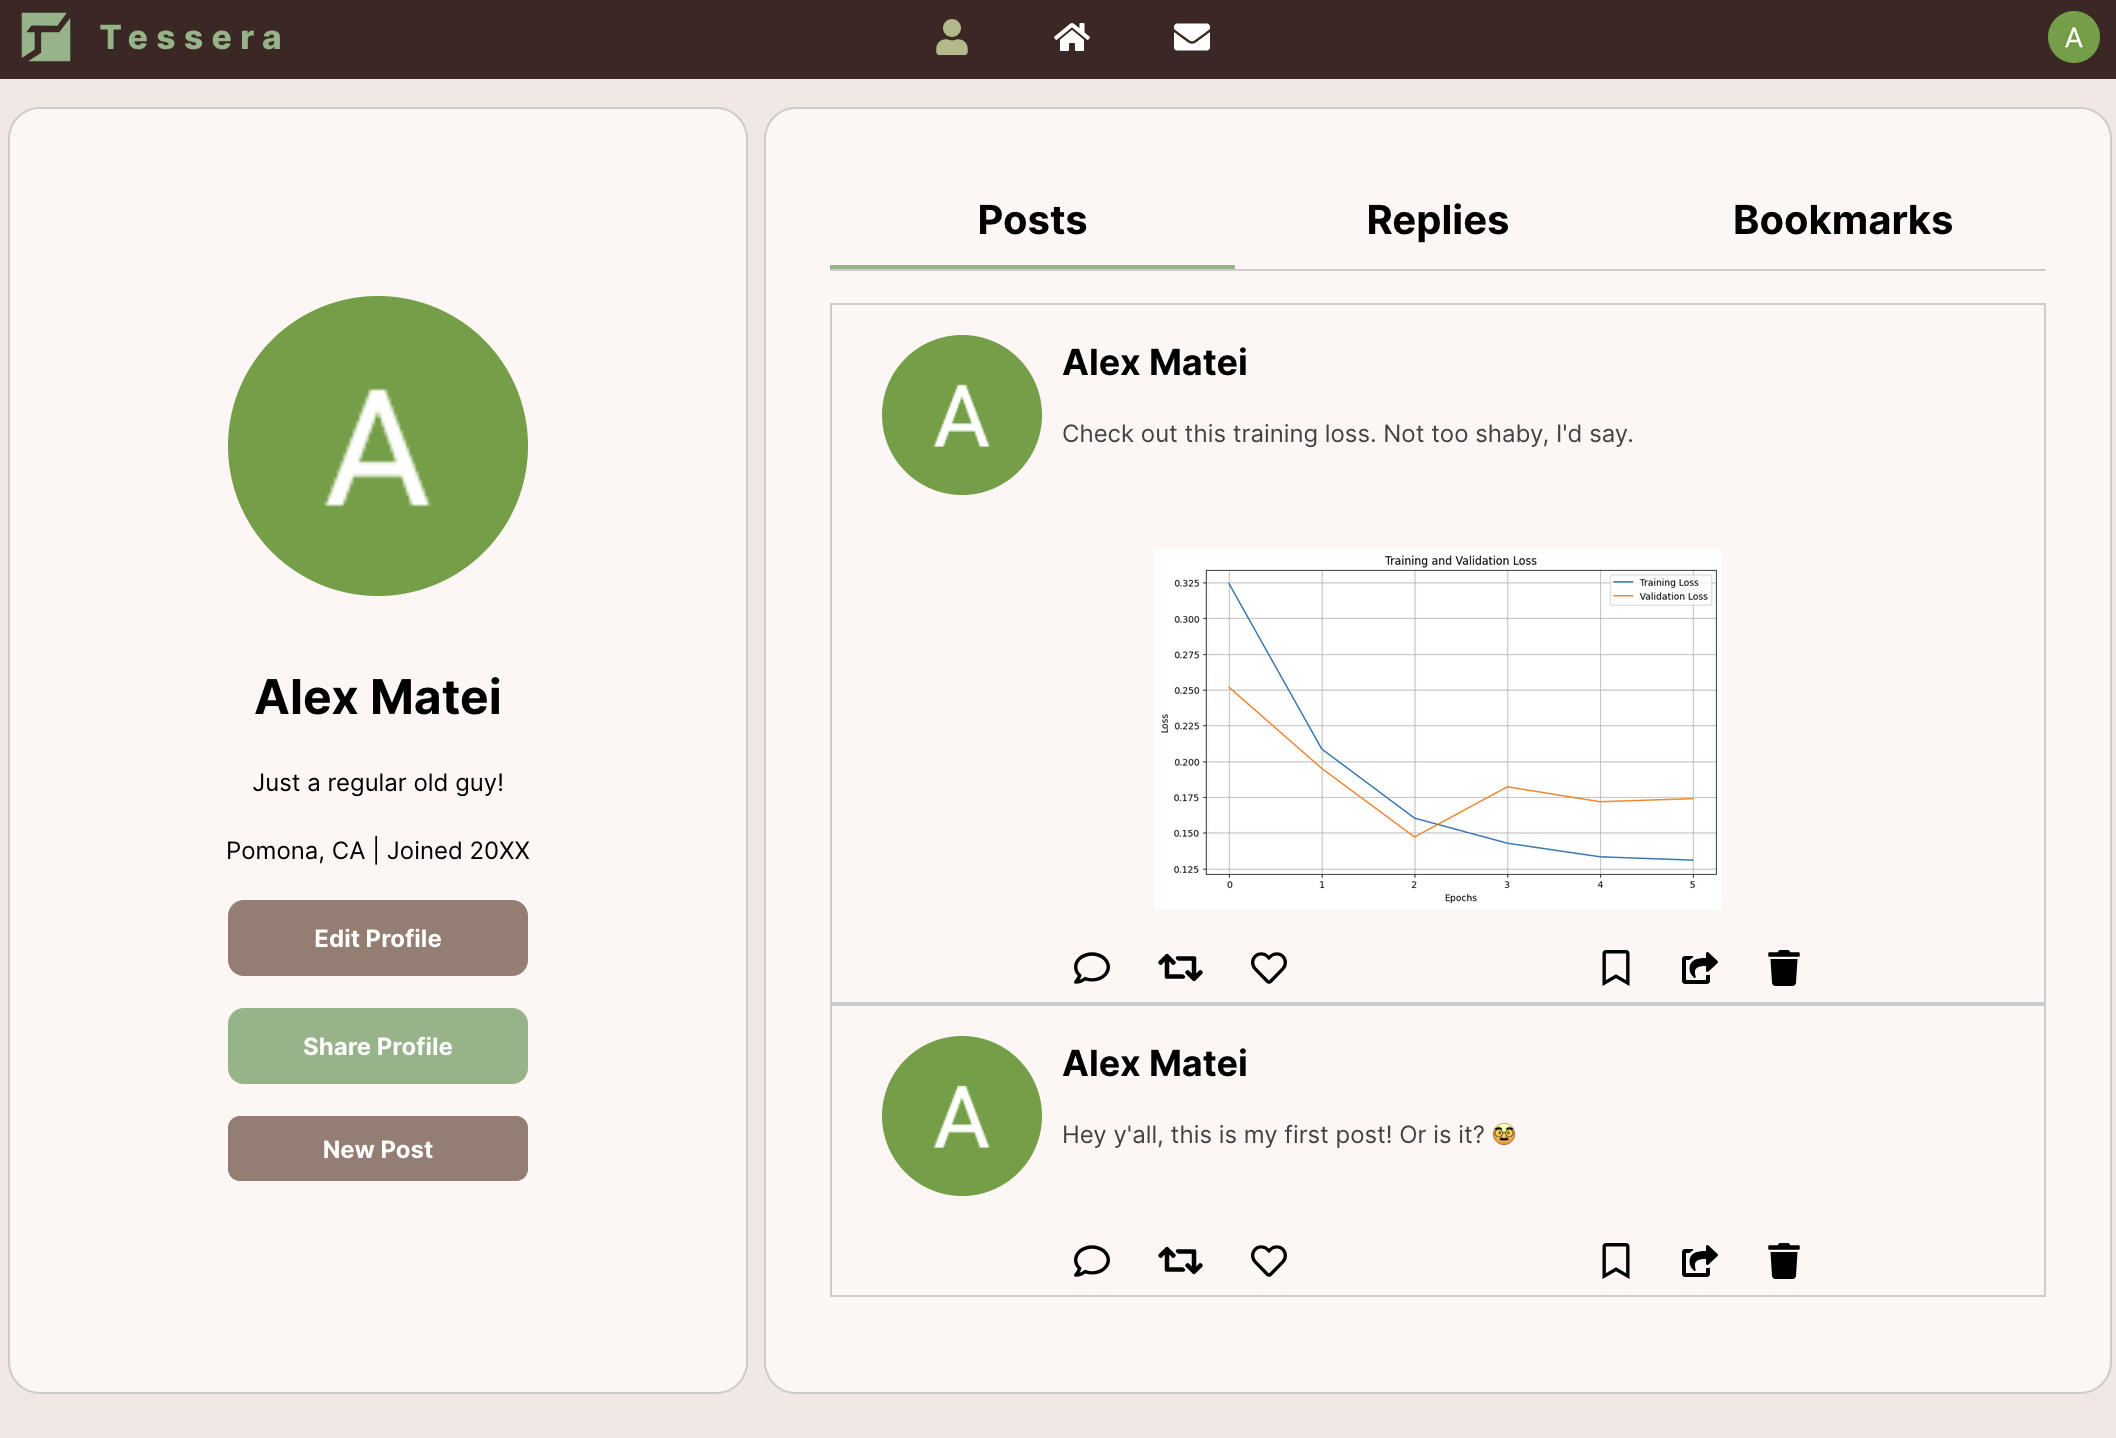 Tessera
A
A
Alex Matei
Just a regular old guy!
Pomona, CA | Joined 20XX
Edit Profile
Share Profile
New Post
Posts Replies Bookmarks
A
Alex Matei
Check out this training loss. Not too shaby, I'd say.
Training and Validation Loss
Training Loss
Validation Loss
Loss
0.325
0.300
0.275
0.250
0.225
0.200
0.175
0.150
0.125
0 1 2 3 4 5
Epochs
A
Alex Matei
Hey y'all, this is my first post! Or is it? 🥸